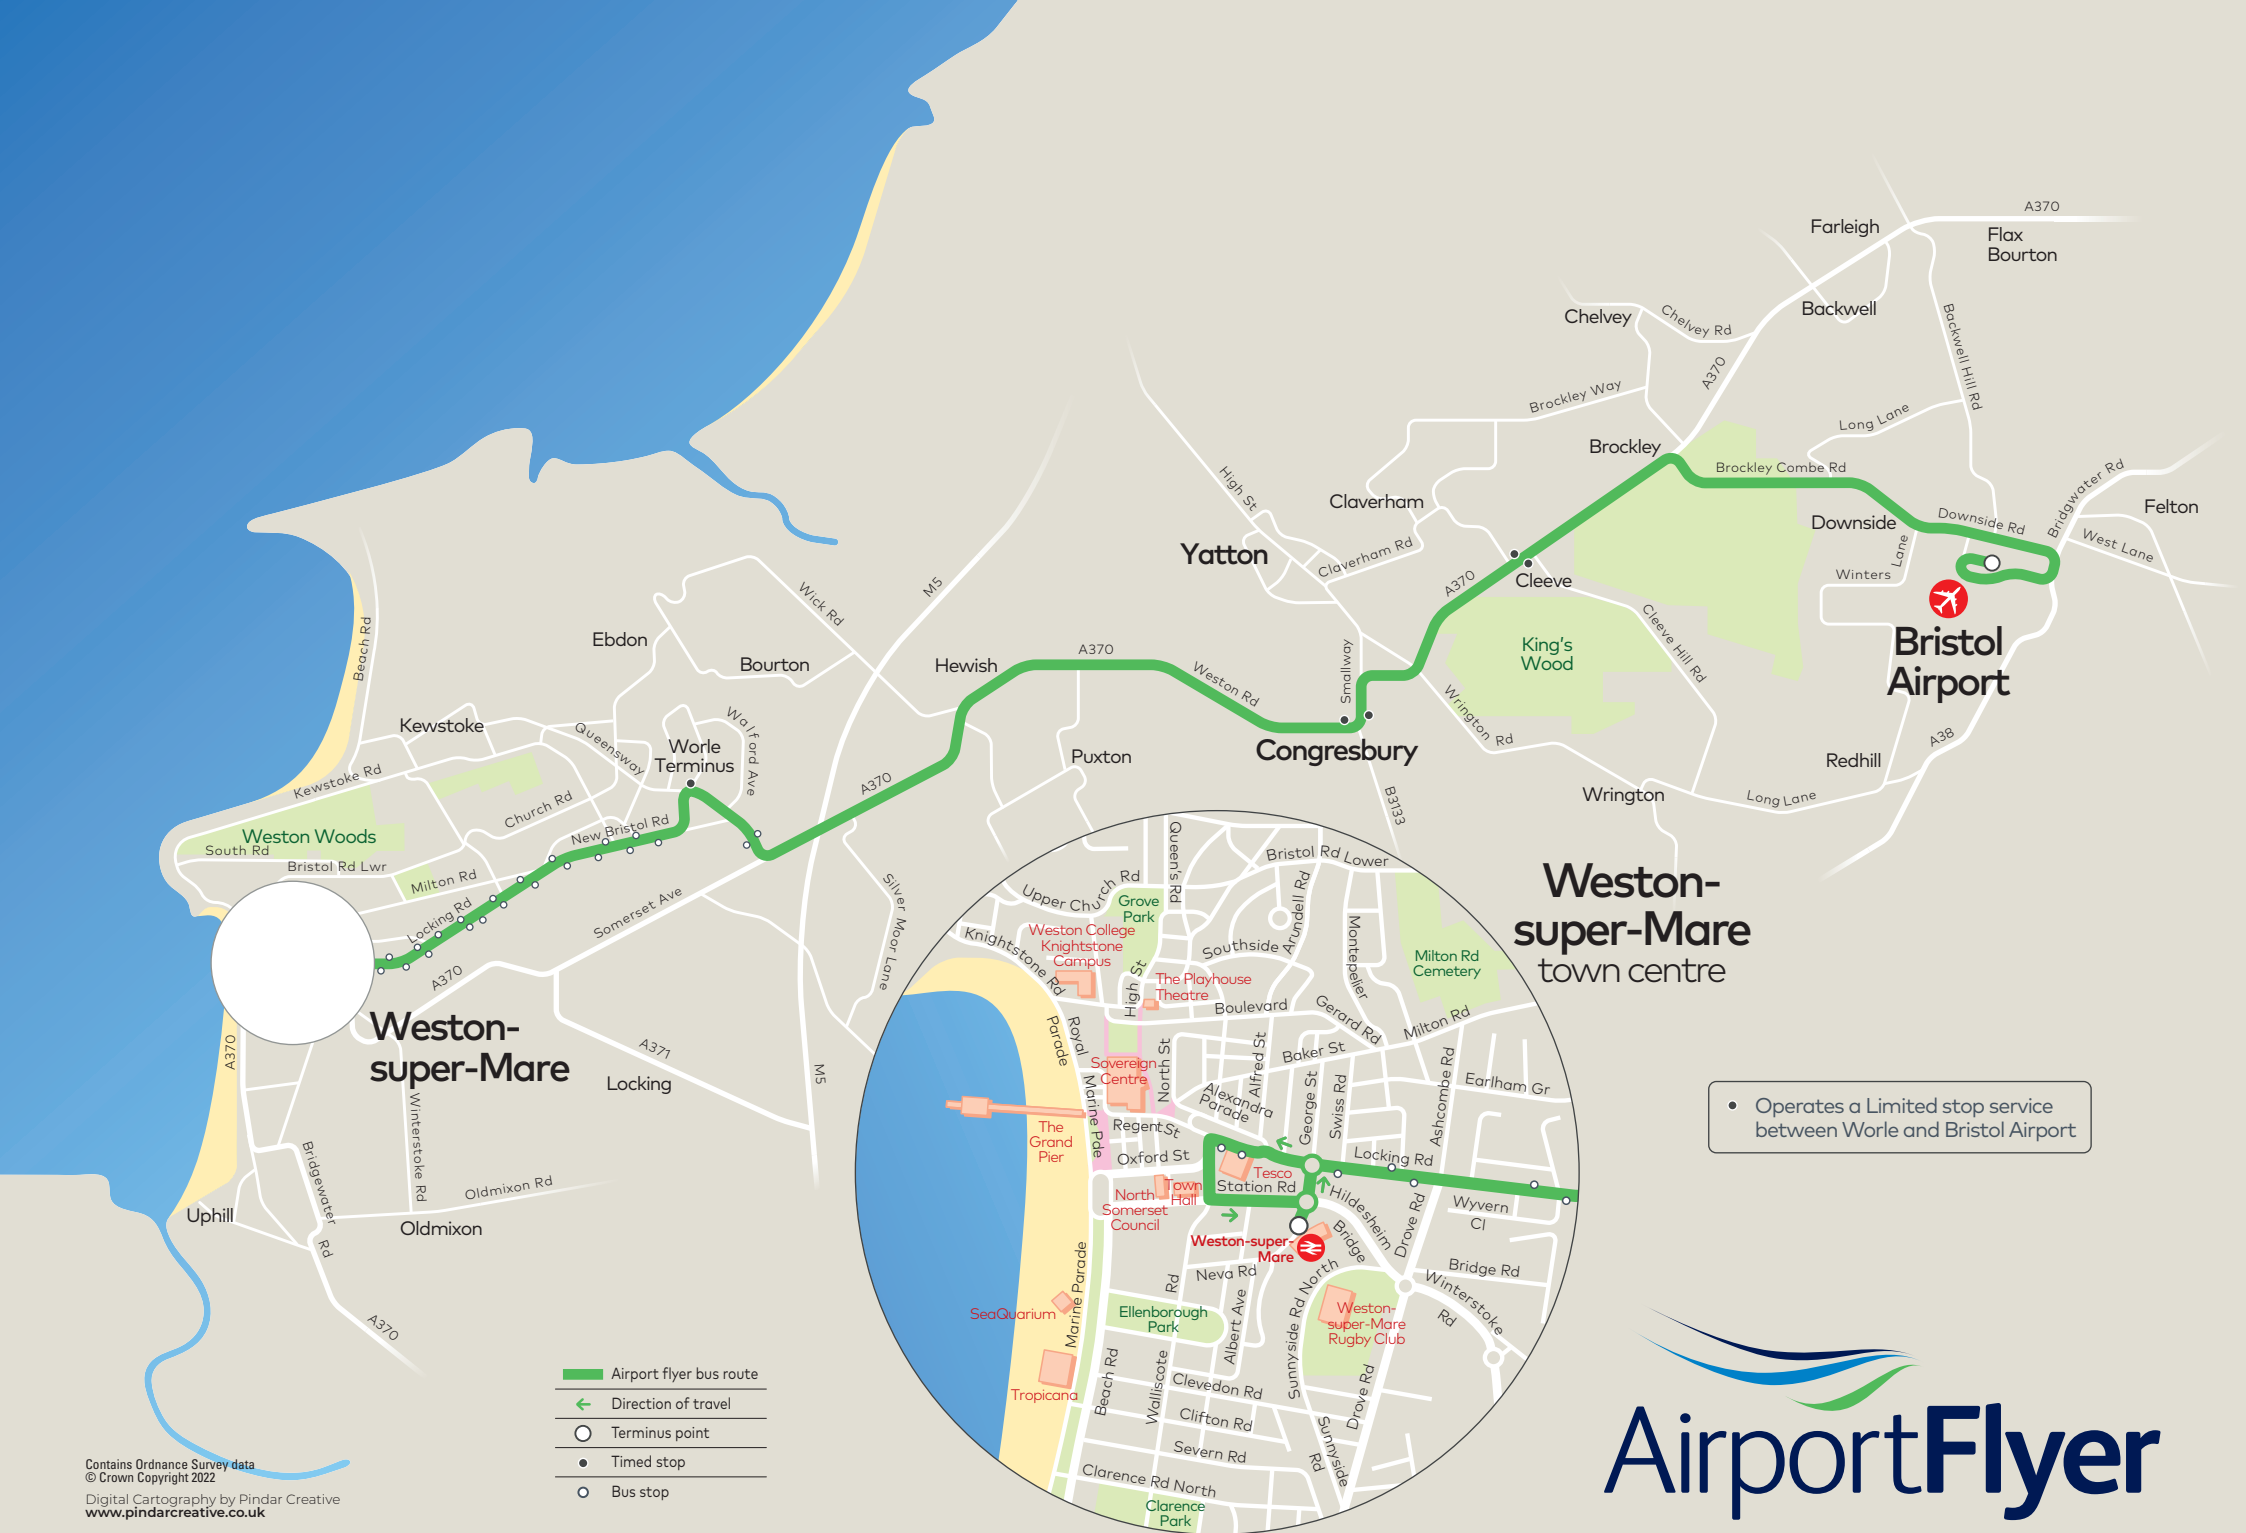 A370
Farleigh
Flax
Bourton
Backwell
Chelvey
Chelvey Rd
Backwell Hill Rd
A370
Brockley Way
Long Lane
Brockley
Brockley Combe Rd
Bridgwater Rd
Felton
High St
Claverham
Downside
Downside Rd
West Lane
Yatton
Claverham Rd
Cleeve
A370
Winters
Lane
Wick Rd
M5
Bristol
Airport
Beach Rd
Ebdon
Bourton
Hewish
A370
Weston Rd
Smallway
King's
Wood
Cleeve Hill Rd
Wrington
Rd
Kewstoke
Queensway
Worle
Terminus
Walford Ave
Congresbury
Puxton
A38
Redhill
Kewstoke Rd
A370
Church Rd
New Bristol Rd
B3133
Wrington
Long Lane
Weston Woods
South Rd
Bristol Rd Lwr
Milton Rd
Locking Rd
Somerset Ave
Silver Moor Lane
A370
Weston-
super-Mare
A370
A371
Locking
M5
Winterstoke Rd
Bridgewater
Rd
Oldmixon Rd
Uphill
Oldmixon
A370
Weston-
super-Mare
town centre
Queen's Rd
Bristol Rd Lower
Upper Church Rd
Grove
Park
Arundell Rd
Weston College
Knightstone
Campus
Knightstone Rd
Southside
Montepelier
Milton Rd
Cemetery
High St
The Playhouse
Theatre
Boulevard
Gerard Rd
Milton Rd
Royal
Parade
Sovereign
Centre
North St
Alfred St
Baker St
Alexandra
Parade
George St
Swiss Rd
Ashcombe Rd
Earlham Gr
Marine Pde
The
Grand
Pier
Regent St
Oxford St
Tesco
Locking Rd
Station Rd
Town
Hall
North
Somerset
Council
Hildesheim
Bridge
Drove Rd
Wyvern
Cl
Weston-super-
Mare
Neva Rd
Bridge Rd
Winterstoke
Rd
Marine Parade
Rd
SeaQuarium
Ellenborough
Park
Albert Ave
Sunnyside Rd North
Weston-
super-Mare
Rugby Club
Tropicana
Beach Rd
Walliscote
Clevedon Rd
Clifton Rd
Severn Rd
Drove Rd
Sunnyside
Rd
Clarence Rd North
Clarence
Park
Operates a Limited stop service
between Worle and Bristol Airport
Airport flyer bus route
Direction of travel
Terminus point
Timed stop
Bus stop
Contains Ordnance Survey data
© Crown Copyright 2022
Digital Cartography by Pindar Creative
www.pindarcreative.co.uk
AirportFlyer